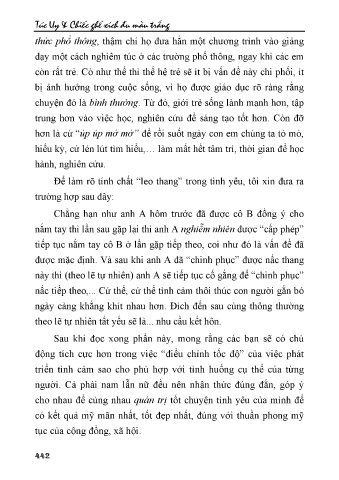 Túc Uy & Chiếc ghế xích đu màu trắng
thức phổ thông, thậm chí họ đưa hẳn một chương trình vào giảng
dạy một cách nghiêm túc ở các trường phổ thông, ngay khi các em
còn rất trẻ. Có như thế thì thế hệ trẻ sẽ ít bị vấn đề này chi phối, ít
bị ảnh hưởng trong cuộc sống, vì họ được giáo dục rõ ràng rằng
chuyện đó là bình thường. Từ đó, giới trẻ sống lành mạnh hơn, tập
trung hơn vào việc học, nghiên cứu để sáng tạo tốt hơn. Còn đỡ
hơn là cứ “úp úp mở mở” để rồi suốt ngày con em chúng ta tò mò,
hiếu kỳ, cứ lén lút tìm hiểu,… làm mất hết tâm trí, thời gian để học
hành, nghiên cứu.
Để làm rõ tính chất “leo thang” trong tình yêu, tôi xin đưa ra
trường hợp sau đây:
Chẳng hạn như anh A hôm trước đã được cô B đồng ý cho
nắm tay thì lần sau gặp lại thì anh A nghiễm nhiên được “cấp phép”
tiếp tục nắm tay cô B ở lần gặp tiếp theo, coi như đó là vấn đề đã
được mặc định. Và sau khi anh A đã “chinh phục” được nấc thang
này thì (theo lẽ tự nhiên) anh A sẽ tiếp tục cố gắng để “chinh phục”
nấc tiếp theo,... Cứ thế, cứ thế tình cảm thôi thúc con người gắn bó
ngày càng khắng khít nhau hơn. Đích đến sau cùng thông thường
theo lẽ tự nhiên tất yếu sẽ là... nhu cầu kết hôn.
Sau khi đọc xong phần này, mong rằng các bạn sẽ có chủ
động tích cực hơn trong việc “điều chỉnh tốc độ” của việc phát
triển tình cảm sao cho phù hợp với tình huống cụ thể của từng
người. Cả phái nam lẫn nữ đều nên nhận thức đúng đắn, góp ý
cho nhau để cùng nhau quản trị tốt chuyện tình yêu của mình để
có kết quả mỹ mãn nhất, tốt đẹp nhất, đúng với thuần phong mỹ
tục của cộng đồng, xã hội.
442